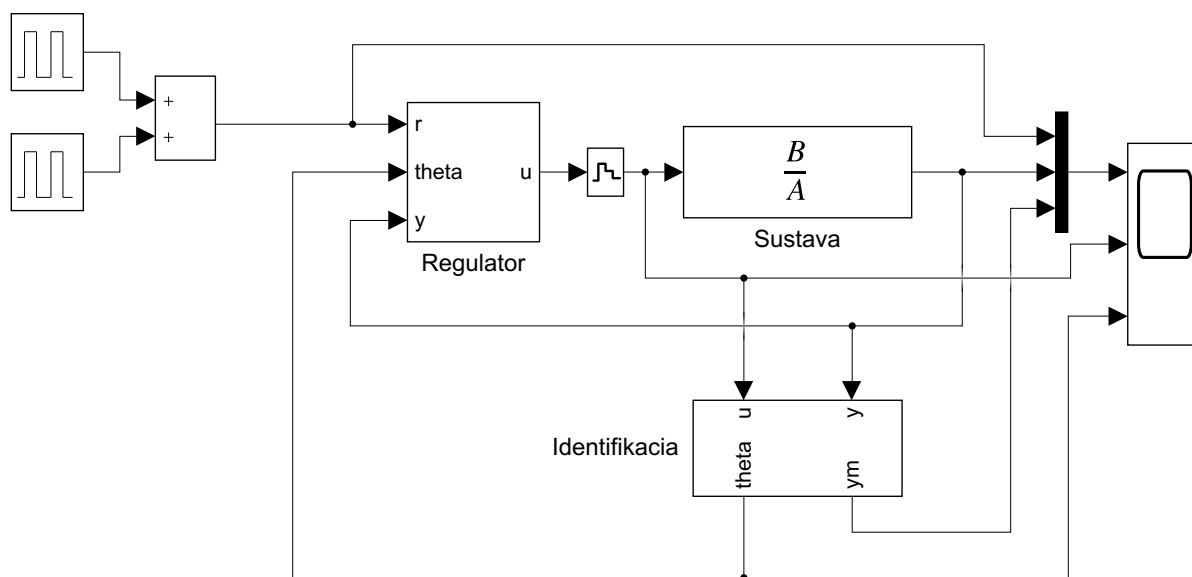 +
+
r
theta
y
u
Regulator
B
A
Sustava
Identifikacia
u
y
theta
ym